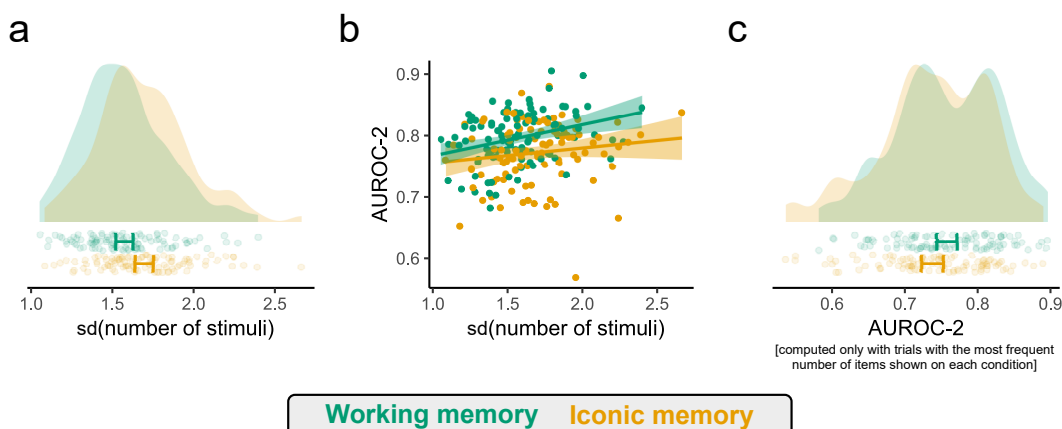 a
b
c
1.0 1.5 2.0 2.5
sd(number of stimuli)
AUROC-2
0.9
0.8
0.7
0.6
1.0 1.5 2.0 2.5
sd(number of stimuli)
0.6 0.7 0.8 0.9
AUROC-2
[computed only with trials with the most frequent
number of items shown on each condition]
Working memory Iconic memory